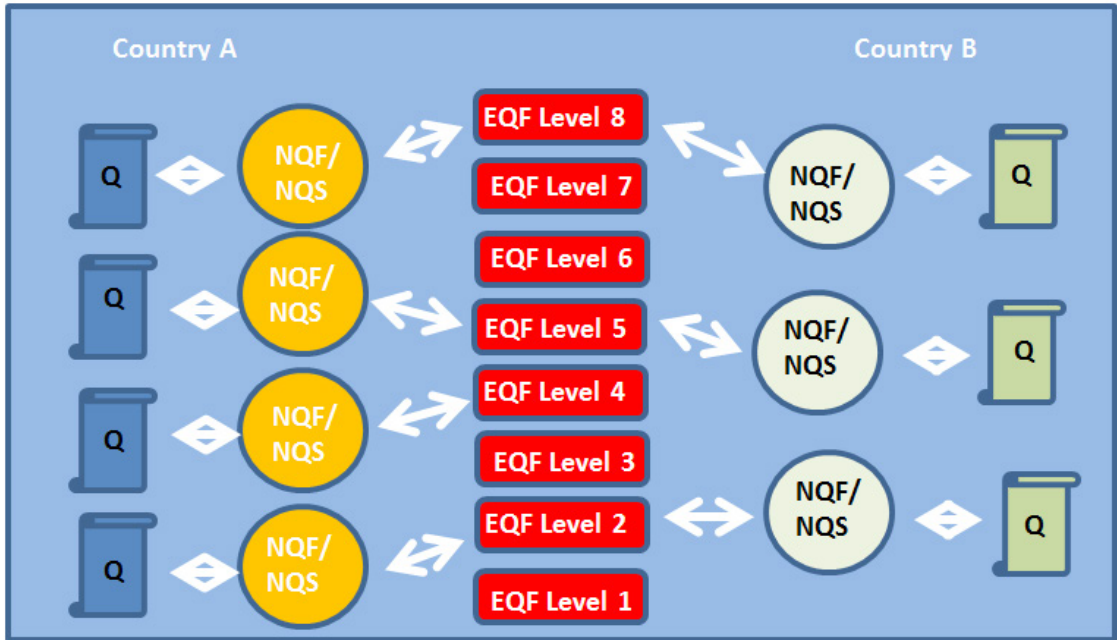 Country A
Country B
EQF Level 8
Q
NQF/
NQS
EQF Level 7
NQF/
NQS
Q
EQF Level 6
Q
NQF/
NQS
EQF Level 5
NQF/
NQS
Q
EQF Level 4
Q
NQF/
NQS
EQF Level 3
NQF/
NQS
Q
EQF Level 2
Q
NQF/
NQS
EQF Level 1